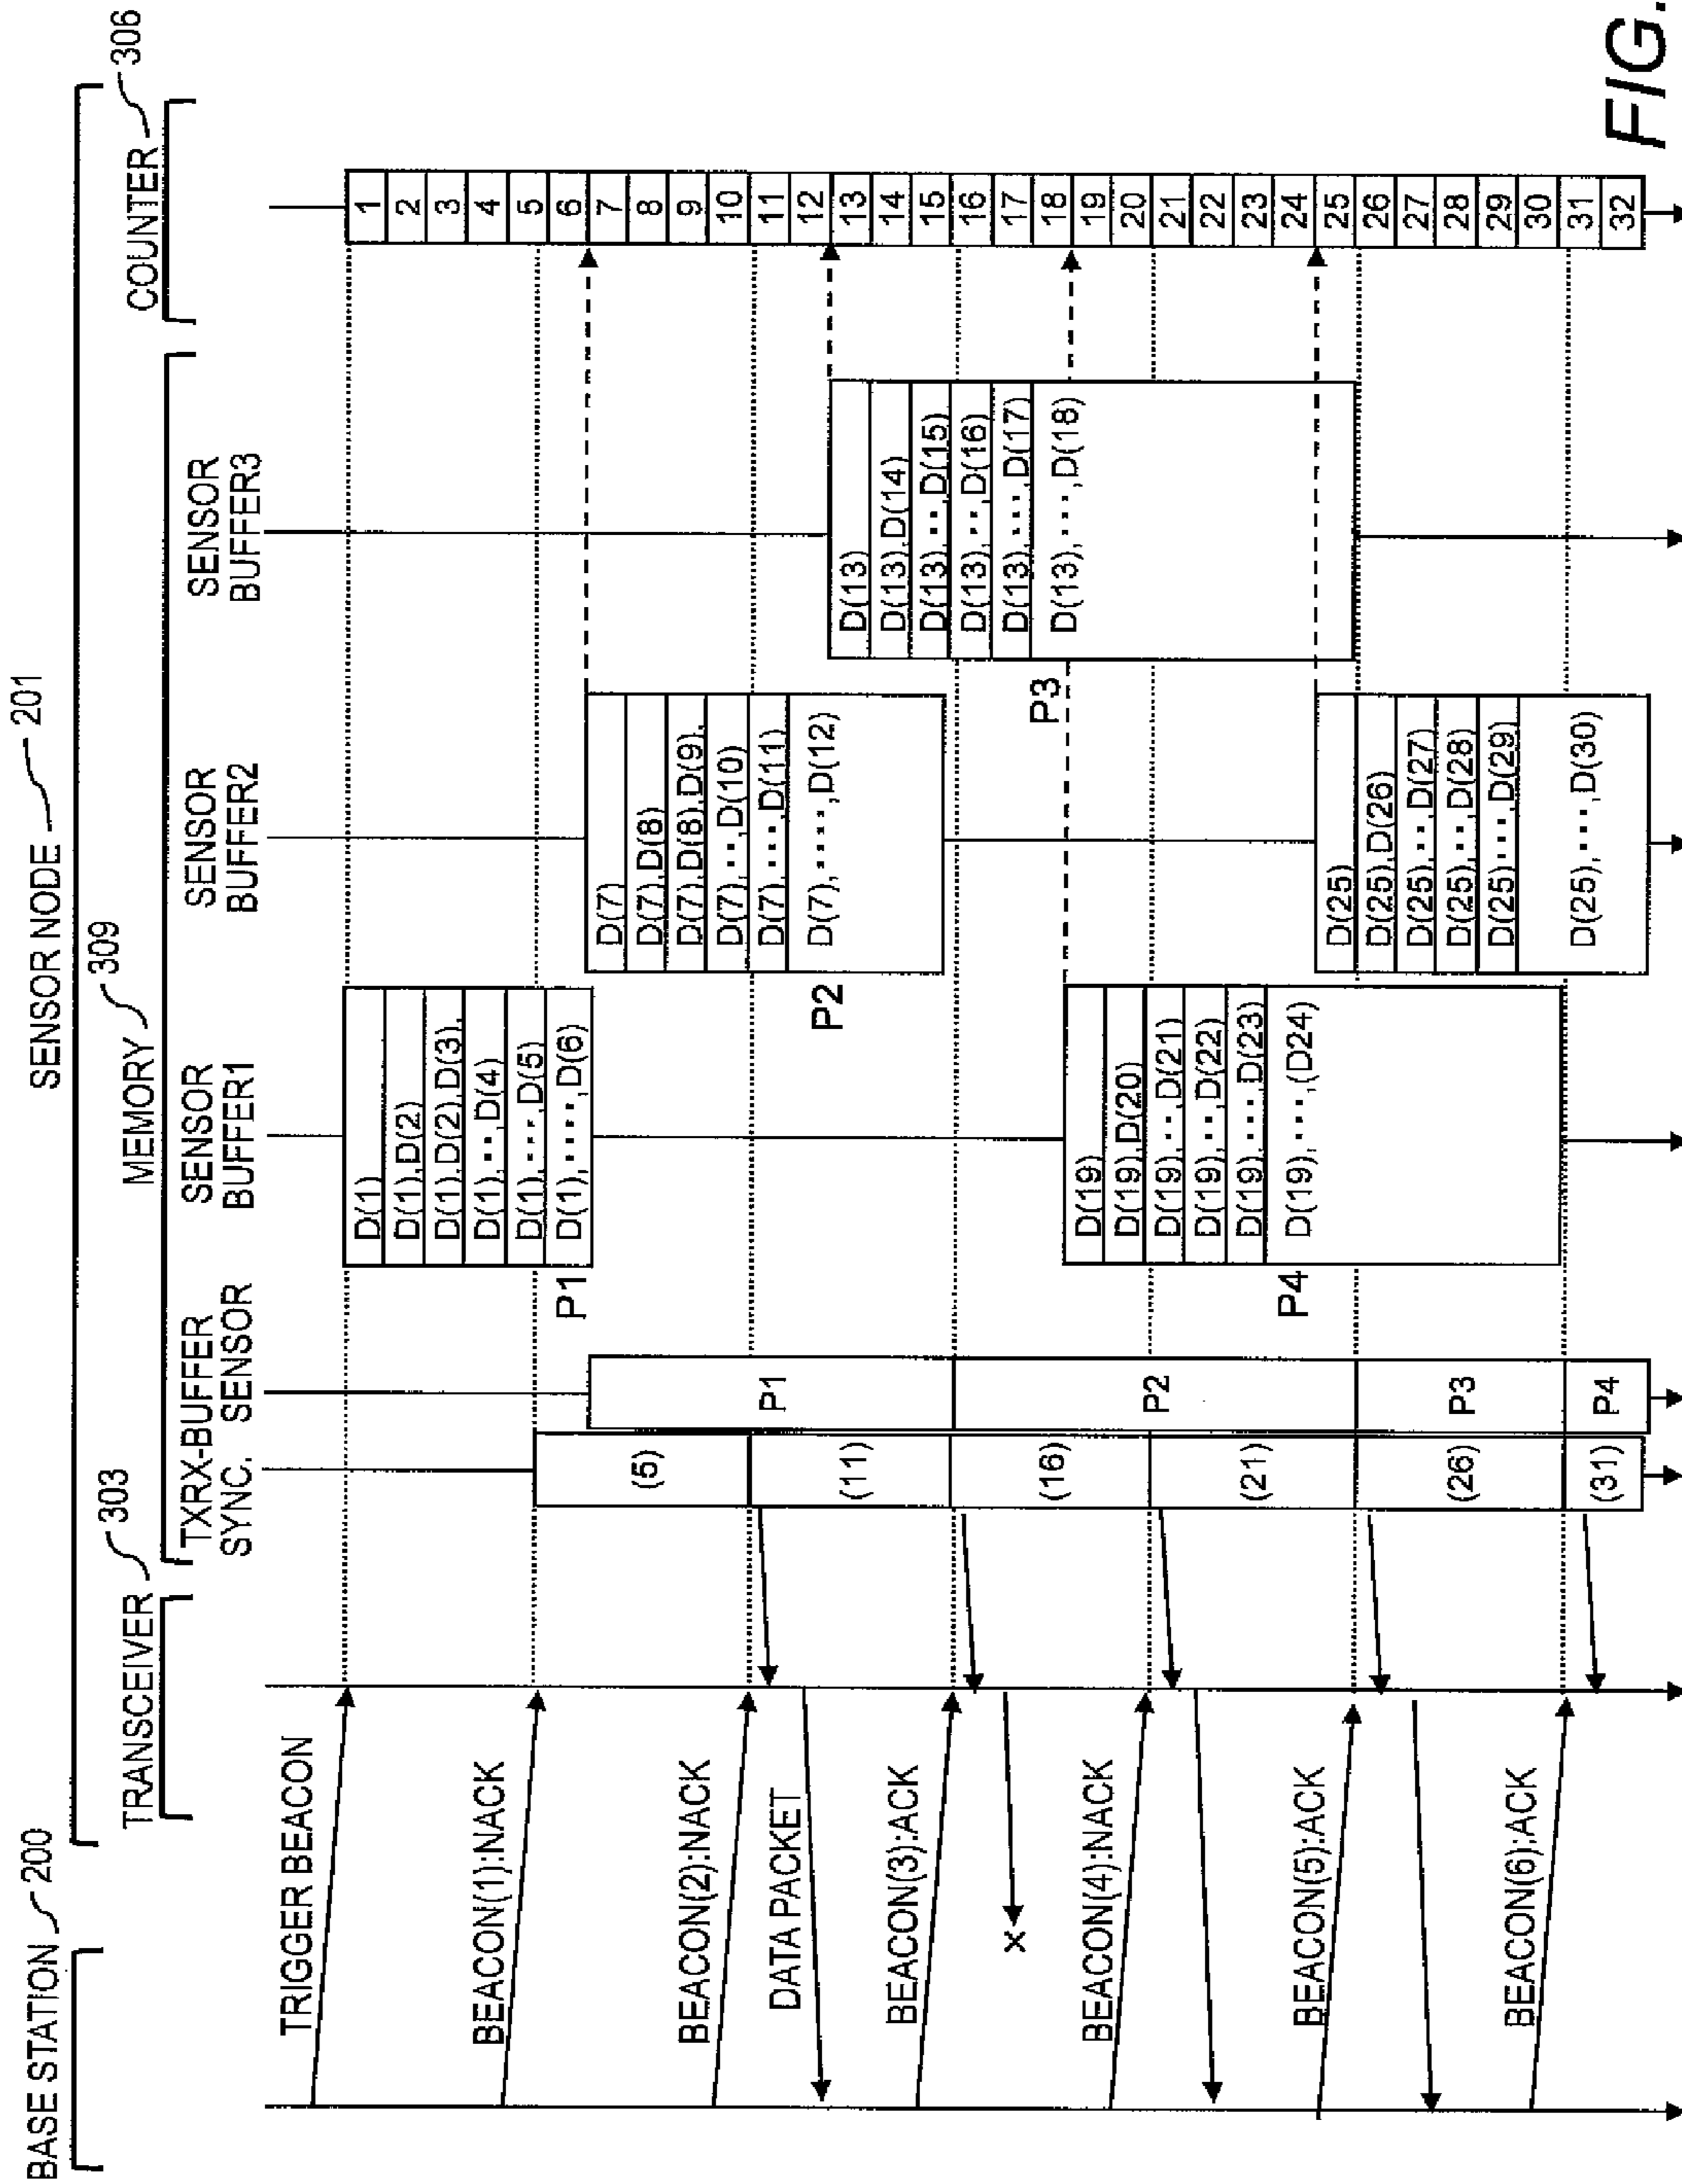 SENSOR NODE 201
BASE STATION 200
TRANSCEIVER 303
MEMORY 309
COUNTER 306
TXRX-BUFFER
SYNC. SENSOR
SENSOR
BUFFER1
SENSOR
BUFFER2
SENSOR
BUFFER3
TRIGGER BEACON
BEACON(1):NACK
BEACON(2):NACK
DATA PACKET
BEACON(3):ACK
x
BEACON(4):NACK
BEACON(5):ACK
BEACON(6):ACK
(5)
(11)
(16)
(21)
(26)
(31)
P1
P2
P3
P4
D(1)
D(1),D(2)
D(1),D(2),D(3),
D(1),··,D(4)
D(1),···,D(5)
D(1),····,D(6)
P1
D(19)
D(19),D(20)
D(19),··,D(21)
D(19),··,D(22)
D(19),···,D(23)
D(19),···,(D24)
P4
D(7)
D(7),D(8)
D(7),D(8),D(9),
D(7),··,D(10)
D(7),···,D(11)
D(7),····,D(12)
P2
D(25)
D(25),D(26)
D(25),··,D(27)
D(25),··,D(28)
D(25),···,D(29)
D(25),···,D(30)
D(13)
D(13),D(14)
D(13),··,D(15)
D(13),··,D(16)
D(13),···,D(17)
D(13),···,D(18)
P3
1
2
3
4
5
6
7
8
9
10
11
12
13
14
15
16
17
18
19
20
21
22
23
24
25
26
27
28
29
30
31
32
FIG.